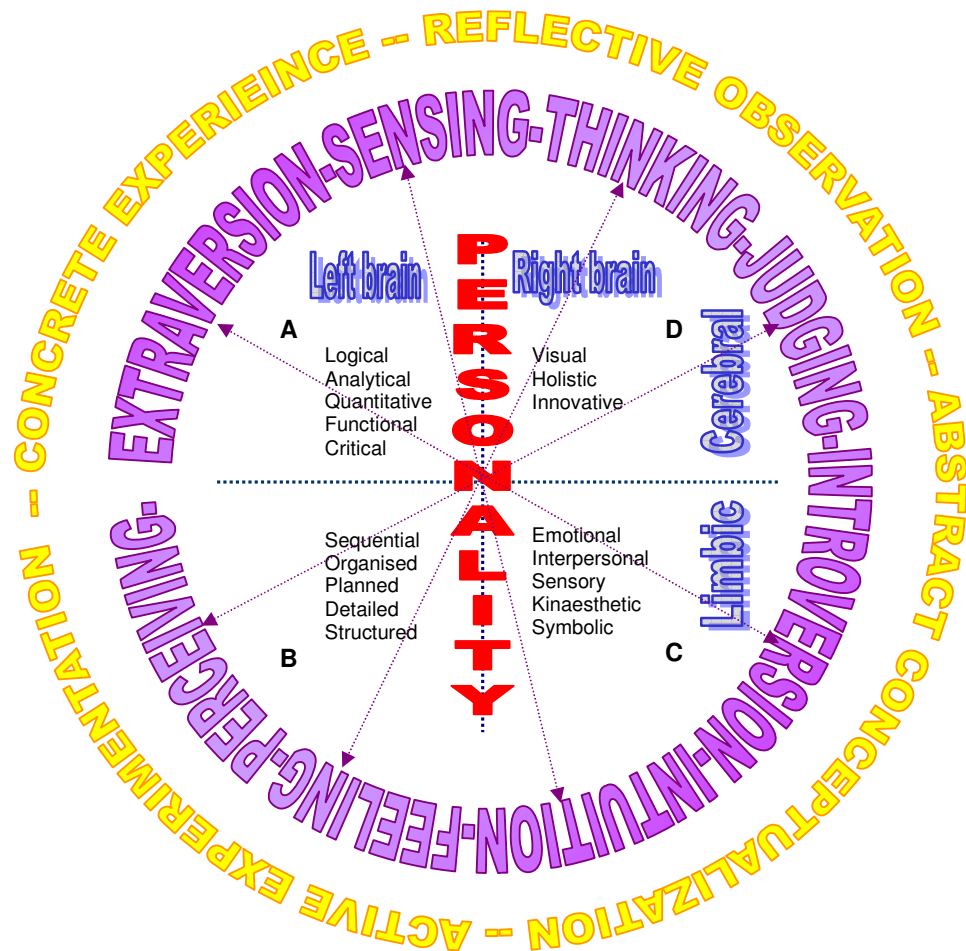 -- CONCRETE EXPERIEINCE -- REFLECTIVE OBSERVATION -- ABSTRACT CONCEPTUALIZATION -- ACTIVE EXPERIMENTATION
EXTRAVERSION-SENSING-THINKING-JUDGING-INTROVERSION-INTUITION-FEELING-PERCEIVING-
PERSONALITY
Left brain
Right brain
A
Logical
Analytical
Quantitative
Functional
Critical
D
Visual
Holistic
Innovative
Cerebral
Sequential
Organised
Planned
Detailed
Structured
B
Emotional
Interpersonal
Sensory
Kinaesthetic
Symbolic
C
Limbic